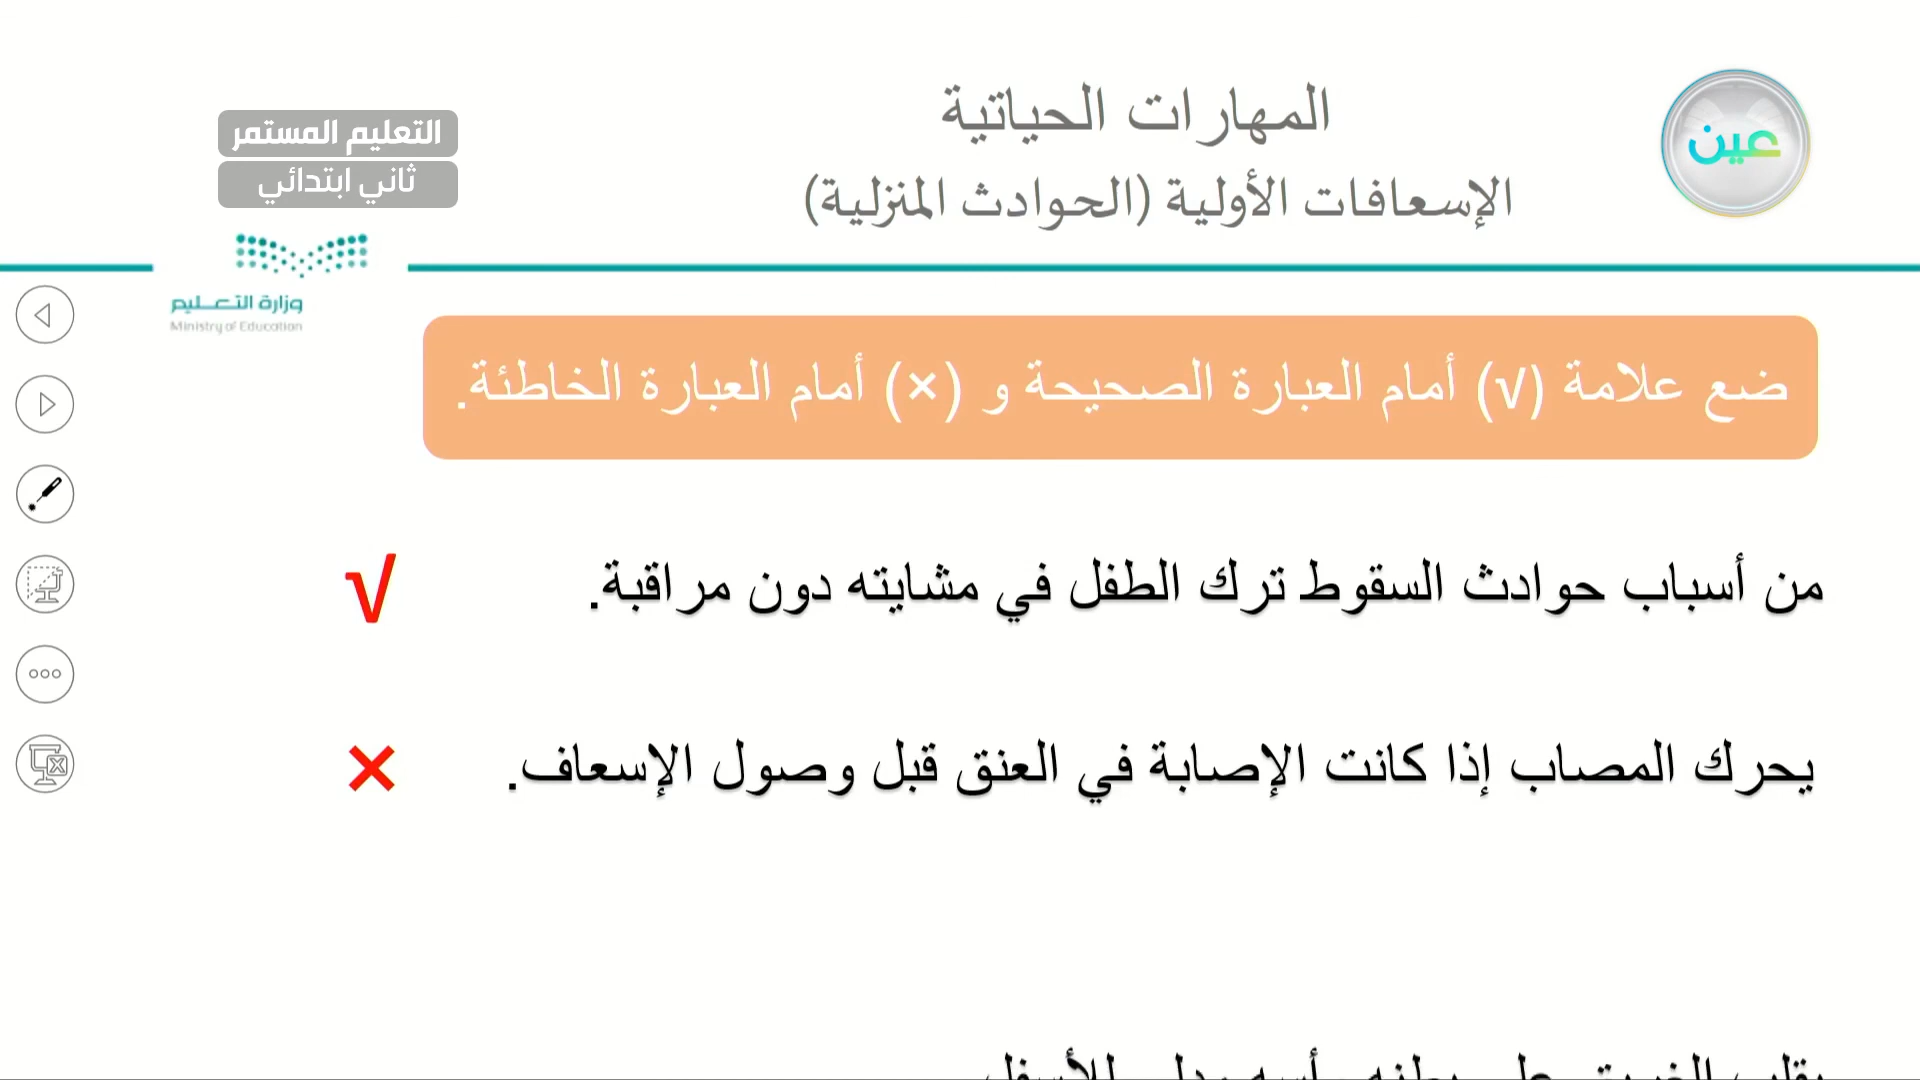 المهارات الحياتية
الإسعافات الأولية (الحوادث المنزلية)
عين
التعليم المستمر
ثاني ابتدائي
وزارة التعليم
Ministry of Education
ضع علامة (√) أمام العبارة الصحيحة و (×) أمام العبارة الخاطئة.
من أسباب حوادث السقوط ترك الطفل في مشايته دون مراقبة. √
يحرك المصاب إذا كانت الإصابة في العنق قبل وصول الإسعاف. ×